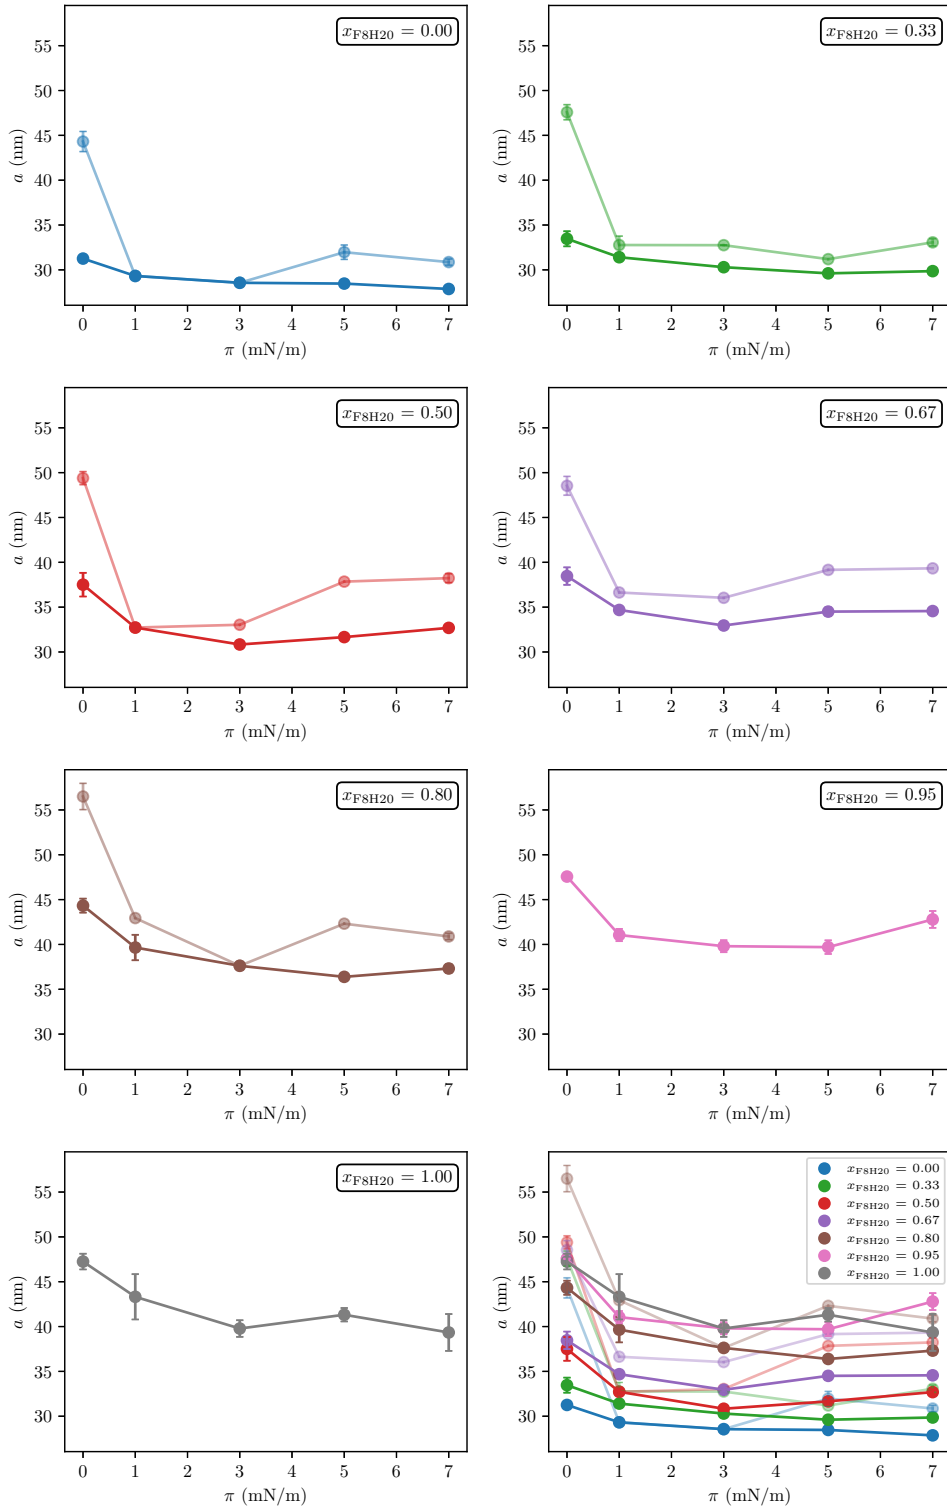 x_F8H20 = 0.00
55
50
45
40
35
30
a (nm)
0 1 2 3 4 5 6 7
π (mN/m)
x_F8H20 = 0.33
55
50
45
40
35
30
a (nm)
0 1 2 3 4 5 6 7
π (mN/m)
x_F8H20 = 0.50
55
50
45
40
35
30
a (nm)
0 1 2 3 4 5 6 7
π (mN/m)
x_F8H20 = 0.67
55
50
45
40
35
30
a (nm)
0 1 2 3 4 5 6 7
π (mN/m)
x_F8H20 = 0.80
55
50
45
40
35
30
a (nm)
0 1 2 3 4 5 6 7
π (mN/m)
x_F8H20 = 0.95
55
50
45
40
35
30
a (nm)
0 1 2 3 4 5 6 7
π (mN/m)
x_F8H20 = 1.00
55
50
45
40
35
30
a (nm)
0 1 2 3 4 5 6 7
π (mN/m)
x_F8H20 = 0.00
x_F8H20 = 0.33
x_F8H20 = 0.50
x_F8H20 = 0.67
x_F8H20 = 0.80
x_F8H20 = 0.95
x_F8H20 = 1.00
55
50
45
40
35
30
a (nm)
0 1 2 3 4 5 6 7
π (mN/m)